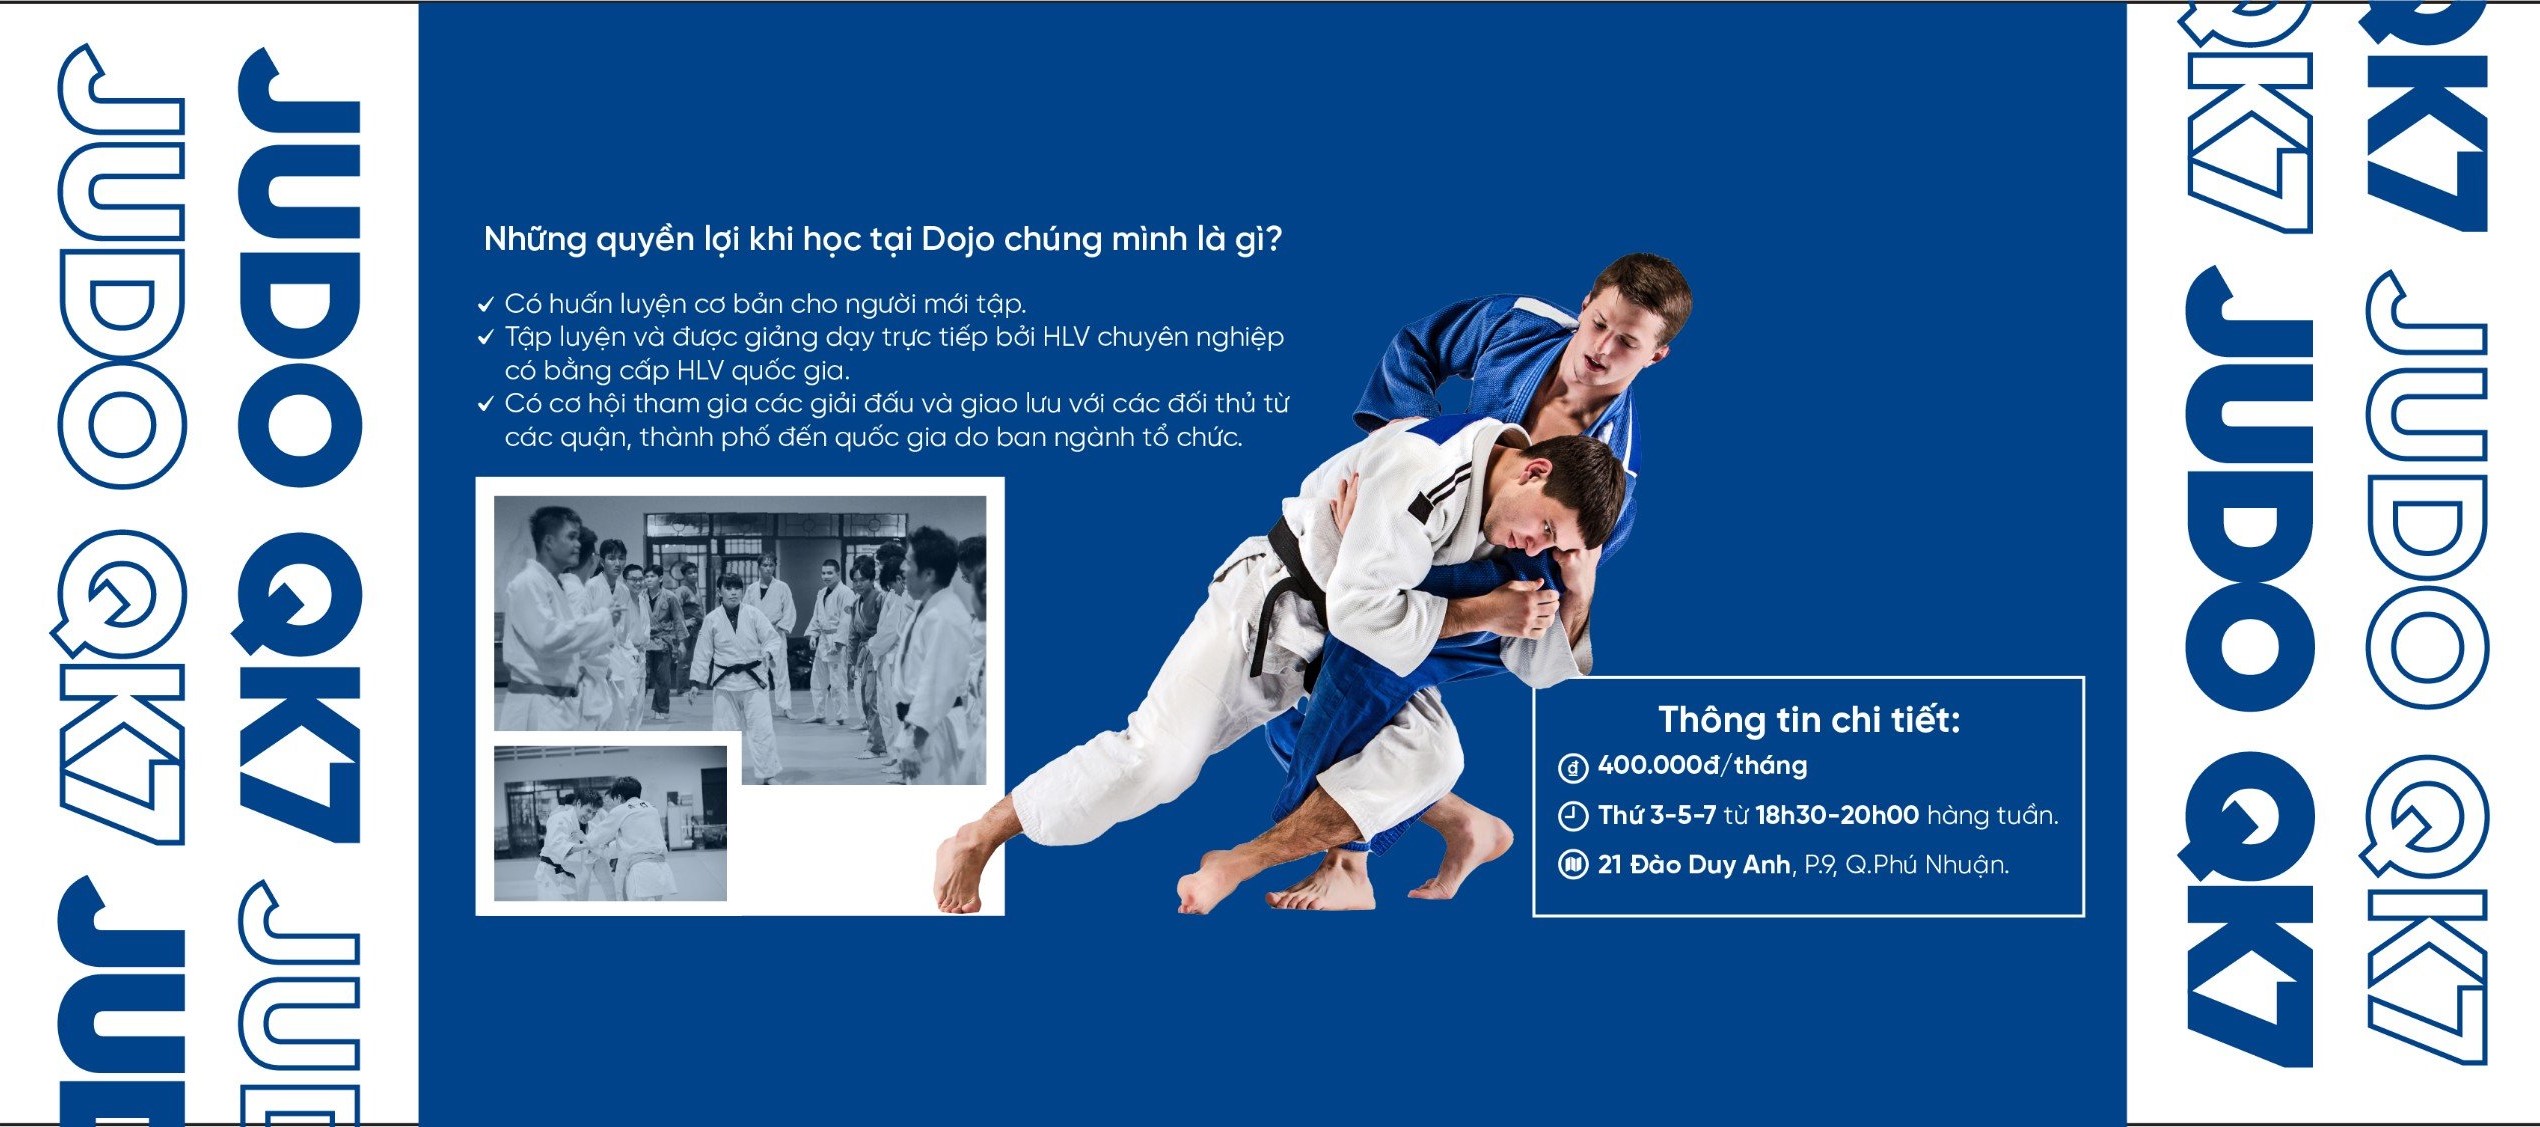 JUDO QK7 JUD
JUDO QK7 JUD
Những quyền lợi khi học tại Dojo chúng mình là gì?
Có huấn luyện cơ bản cho người mới tập.
Tập luyện và được giảng dạy trực tiếp bởi HLV chuyên nghiệp
có bằng cấp HLV quốc gia.
Có cơ hội tham gia các giải đấu và giao lưu với các đối thủ từ
các quận, thành phố đến quốc gia do ban ngành tổ chức.
Thông tin chi tiết:
đ 400.000đ/tháng
Thứ 3-5-7 từ 18h30-20h00 hàng tuần.
21 Đào Duy Anh, P.9, Q.Phú Nhuận.
QK7 JUDO QK7
QK7 JUDO QK7